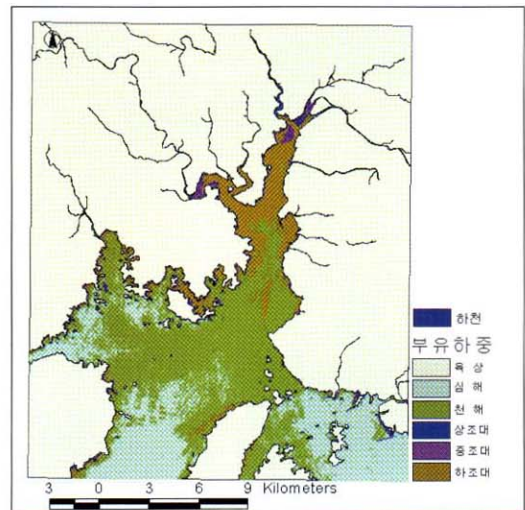 하천
부유하중
육 상
심 해
천 해
상조대
중조대
하조대
3 0 3 6 9 Kilometers